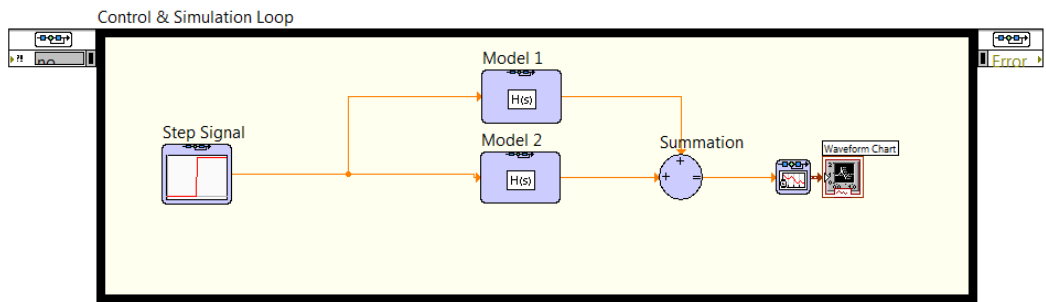 Control & Simulation Loop
?!
Error
Model 1
H(s)
Step Signal
Model 2
H(s)
Summation
+
+
=
Waveform Chart